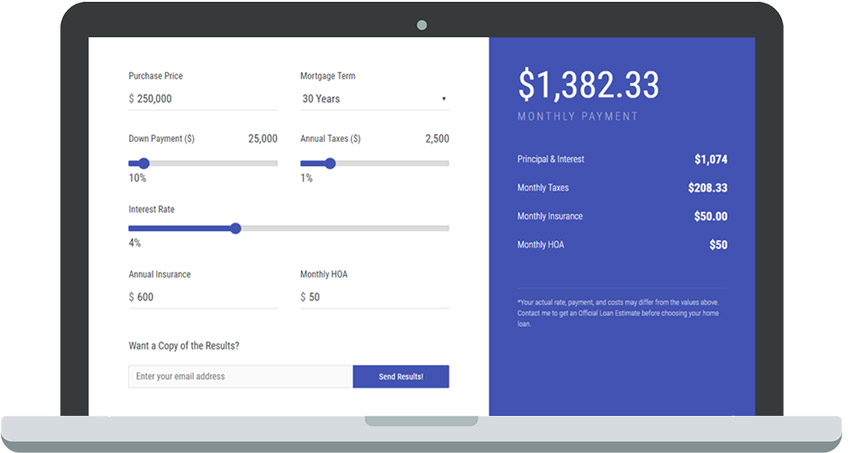 Purchase Price
Mortgage Term
$ 250,000
30 Years
Down Payment ($) 25,000
Annual Taxes ($) 2,500
10%
1%
Interest Rate
4%
Annual Insurance
Monthly HOA
$ 600
$ 50
Want a Copy of the Results?
Enter your email address
Send Results!
$1,382.33
MONTHLY PAYMENT
Principal & Interest $1,074
Monthly Taxes $208.33
Monthly Insurance $50.00
Monthly HOA $50
*Your actual rate, payment, and costs may differ from the values above.
Contact me to get an Official Loan Estimate before choosing your home
loan.